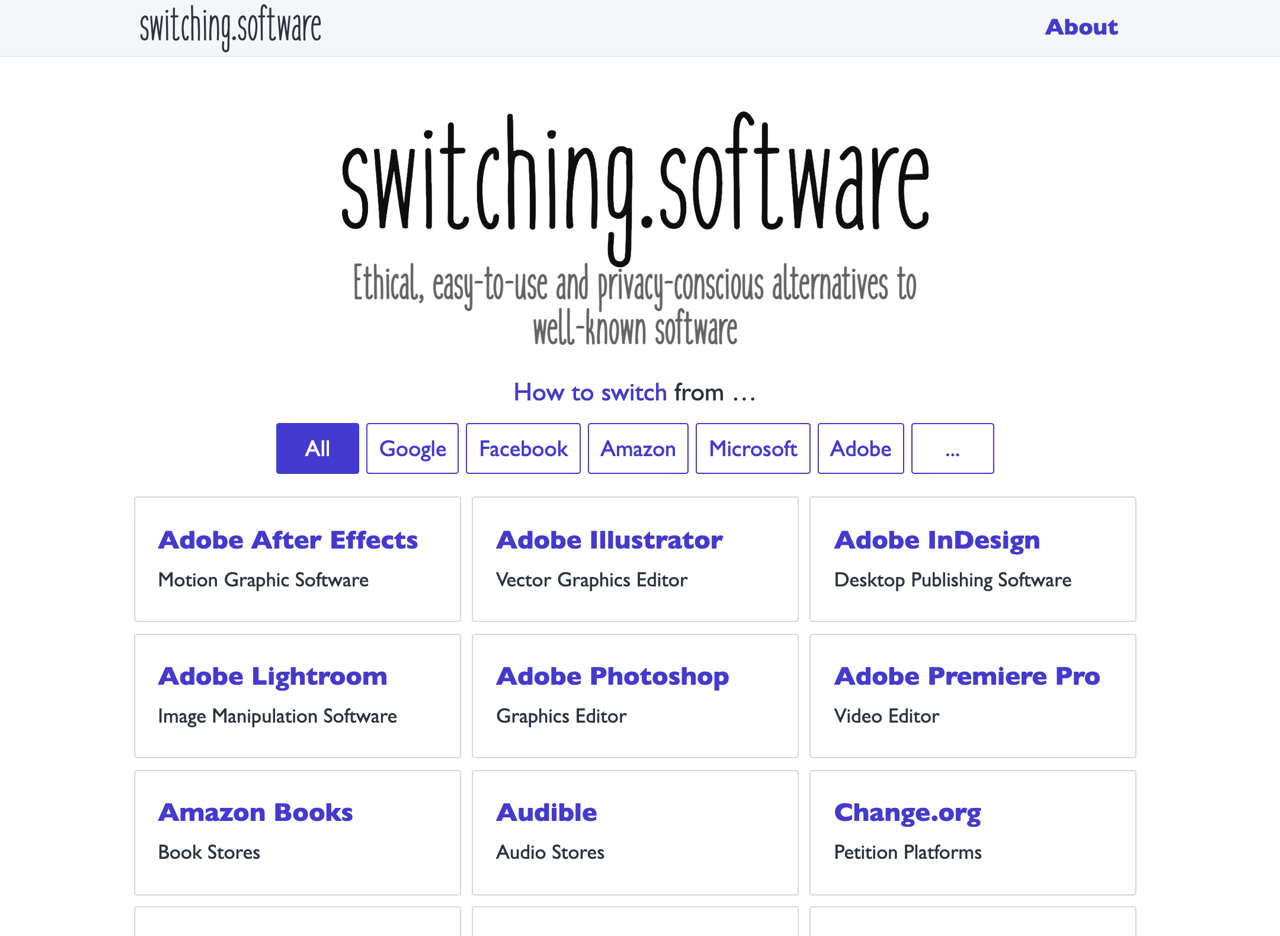 switching.software
About
switching.software
Ethical, easy-to-use and privacy-conscious alternatives to
well-known software
How to switch from …
All
Google
Facebook
Amazon
Microsoft
Adobe
...
Adobe After Effects
Motion Graphic Software
Adobe Illustrator
Vector Graphics Editor
Adobe InDesign
Desktop Publishing Software
Adobe Lightroom
Image Manipulation Software
Adobe Photoshop
Graphics Editor
Adobe Premiere Pro
Video Editor
Amazon Books
Book Stores
Audible
Audio Stores
Change.org
Petition Platforms